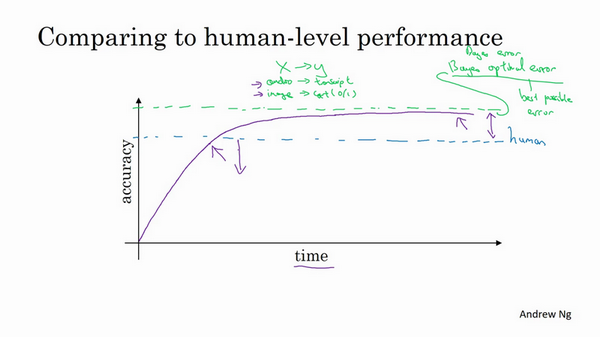 Comparing to human-level performance
Bayes error
Bayes optimal error
best possible
error
X → y
→ audio → transcript
→ image → cat (0/1)
human
accuracy
time
Andrew Ng